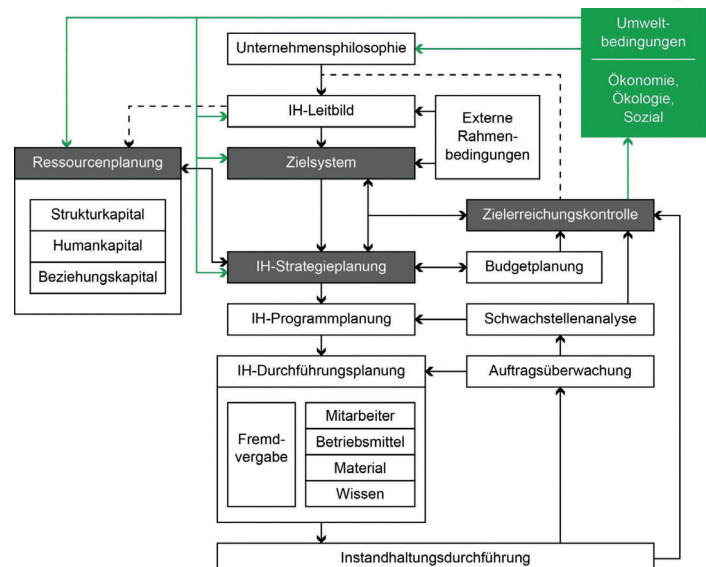 Umwelt-
bedingungen
Ökonomie,
Ökologie,
Sozial
Unternehmensphilosophie
IH-Leitbild
Externe
Rahmen-
bedingungen
Ressourcenplanung
Zielsystem
Strukturkapital
Humankapital
Beziehungskapital
Zielerreichungskontrolle
IH-Strategieplanung
Budgetplanung
IH-Programmplanung
Schwachstellenanalyse
IH-Durchführungsplanung
Auftragsüberwachung
Fremd-
vergabe
Mitarbeiter
Betriebsmittel
Material
Wissen
Instandhaltungsdurchführung